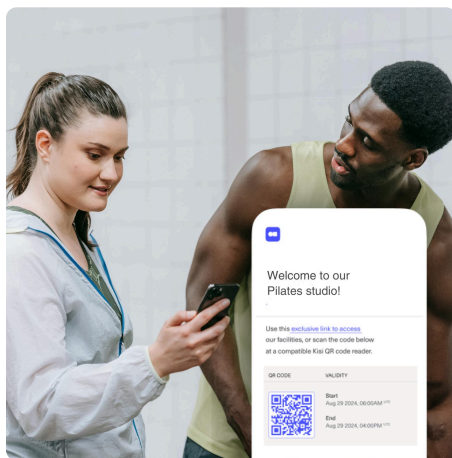 Welcome to our
Pilates studio!
Use this exclusive link to access
our facilities, or scan the code below
at a compatible Kisi QR code reader.
QR CODE VALIDITY
Start
Aug 29 2024, 06:00AM UTC
End
Aug 29 2024, 04:00PM UTC